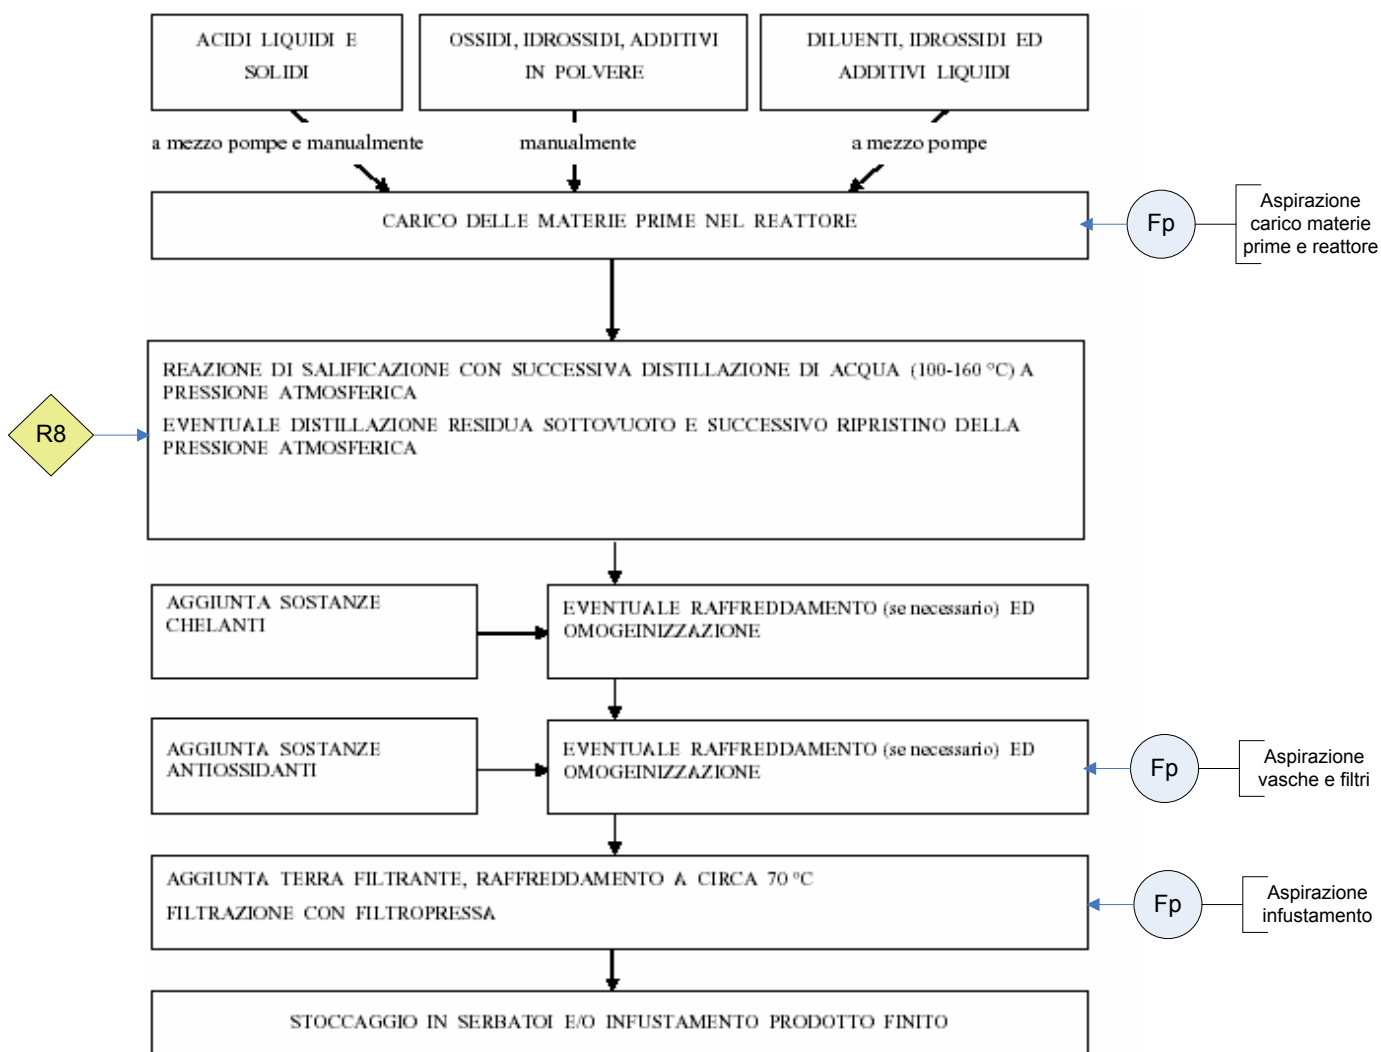 ACIDI LIQUIDI E
SOLIDI
OSSIDI, IDROSSIDI, ADDITIVI
IN POLVERE
DILUENTI, IDROSSIDI ED
ADDITIVI LIQUIDI
a mezzo pompe e manualmente
manualmente
a mezzo pompe
CARICO DELLE MATERIE PRIME NEL REATTORE
Fp
Aspirazione
carico materie
prime e reattore
REAZIONE DI SALIFICAZIONE CON SUCCESSIVA DISTILLAZIONE DI ACQUA (100-160 °C) A
PRESSIONE ATMOSFERICA
EVENTUALE DISTILLAZIONE RESIDUA SOTTOVUOTO E SUCCESSIVO RIPRISTINO DELLA
PRESSIONE ATMOSFERICA
R8
AGGIUNTA SOSTANZE
CHELANTI
EVENTUALE RAFFREDDAMENTO (se necessario) ED
OMOGEINIZZAZIONE
AGGIUNTA SOSTANZE
ANTIOSSIDANTI
EVENTUALE RAFFREDDAMENTO (se necessario) ED
OMOGEINIZZAZIONE
Fp
Aspirazione
vasche e filtri
AGGIUNTA TERRA FILTRANTE, RAFFREDDAMENTO A CIRCA 70 °C
FILTRAZIONE CON FILTROPRESSA
Fp
Aspirazione
infustamento
STOCCAGGIO IN SERBATOI E/O INFUSTAMENTO PRODOTTO FINITO